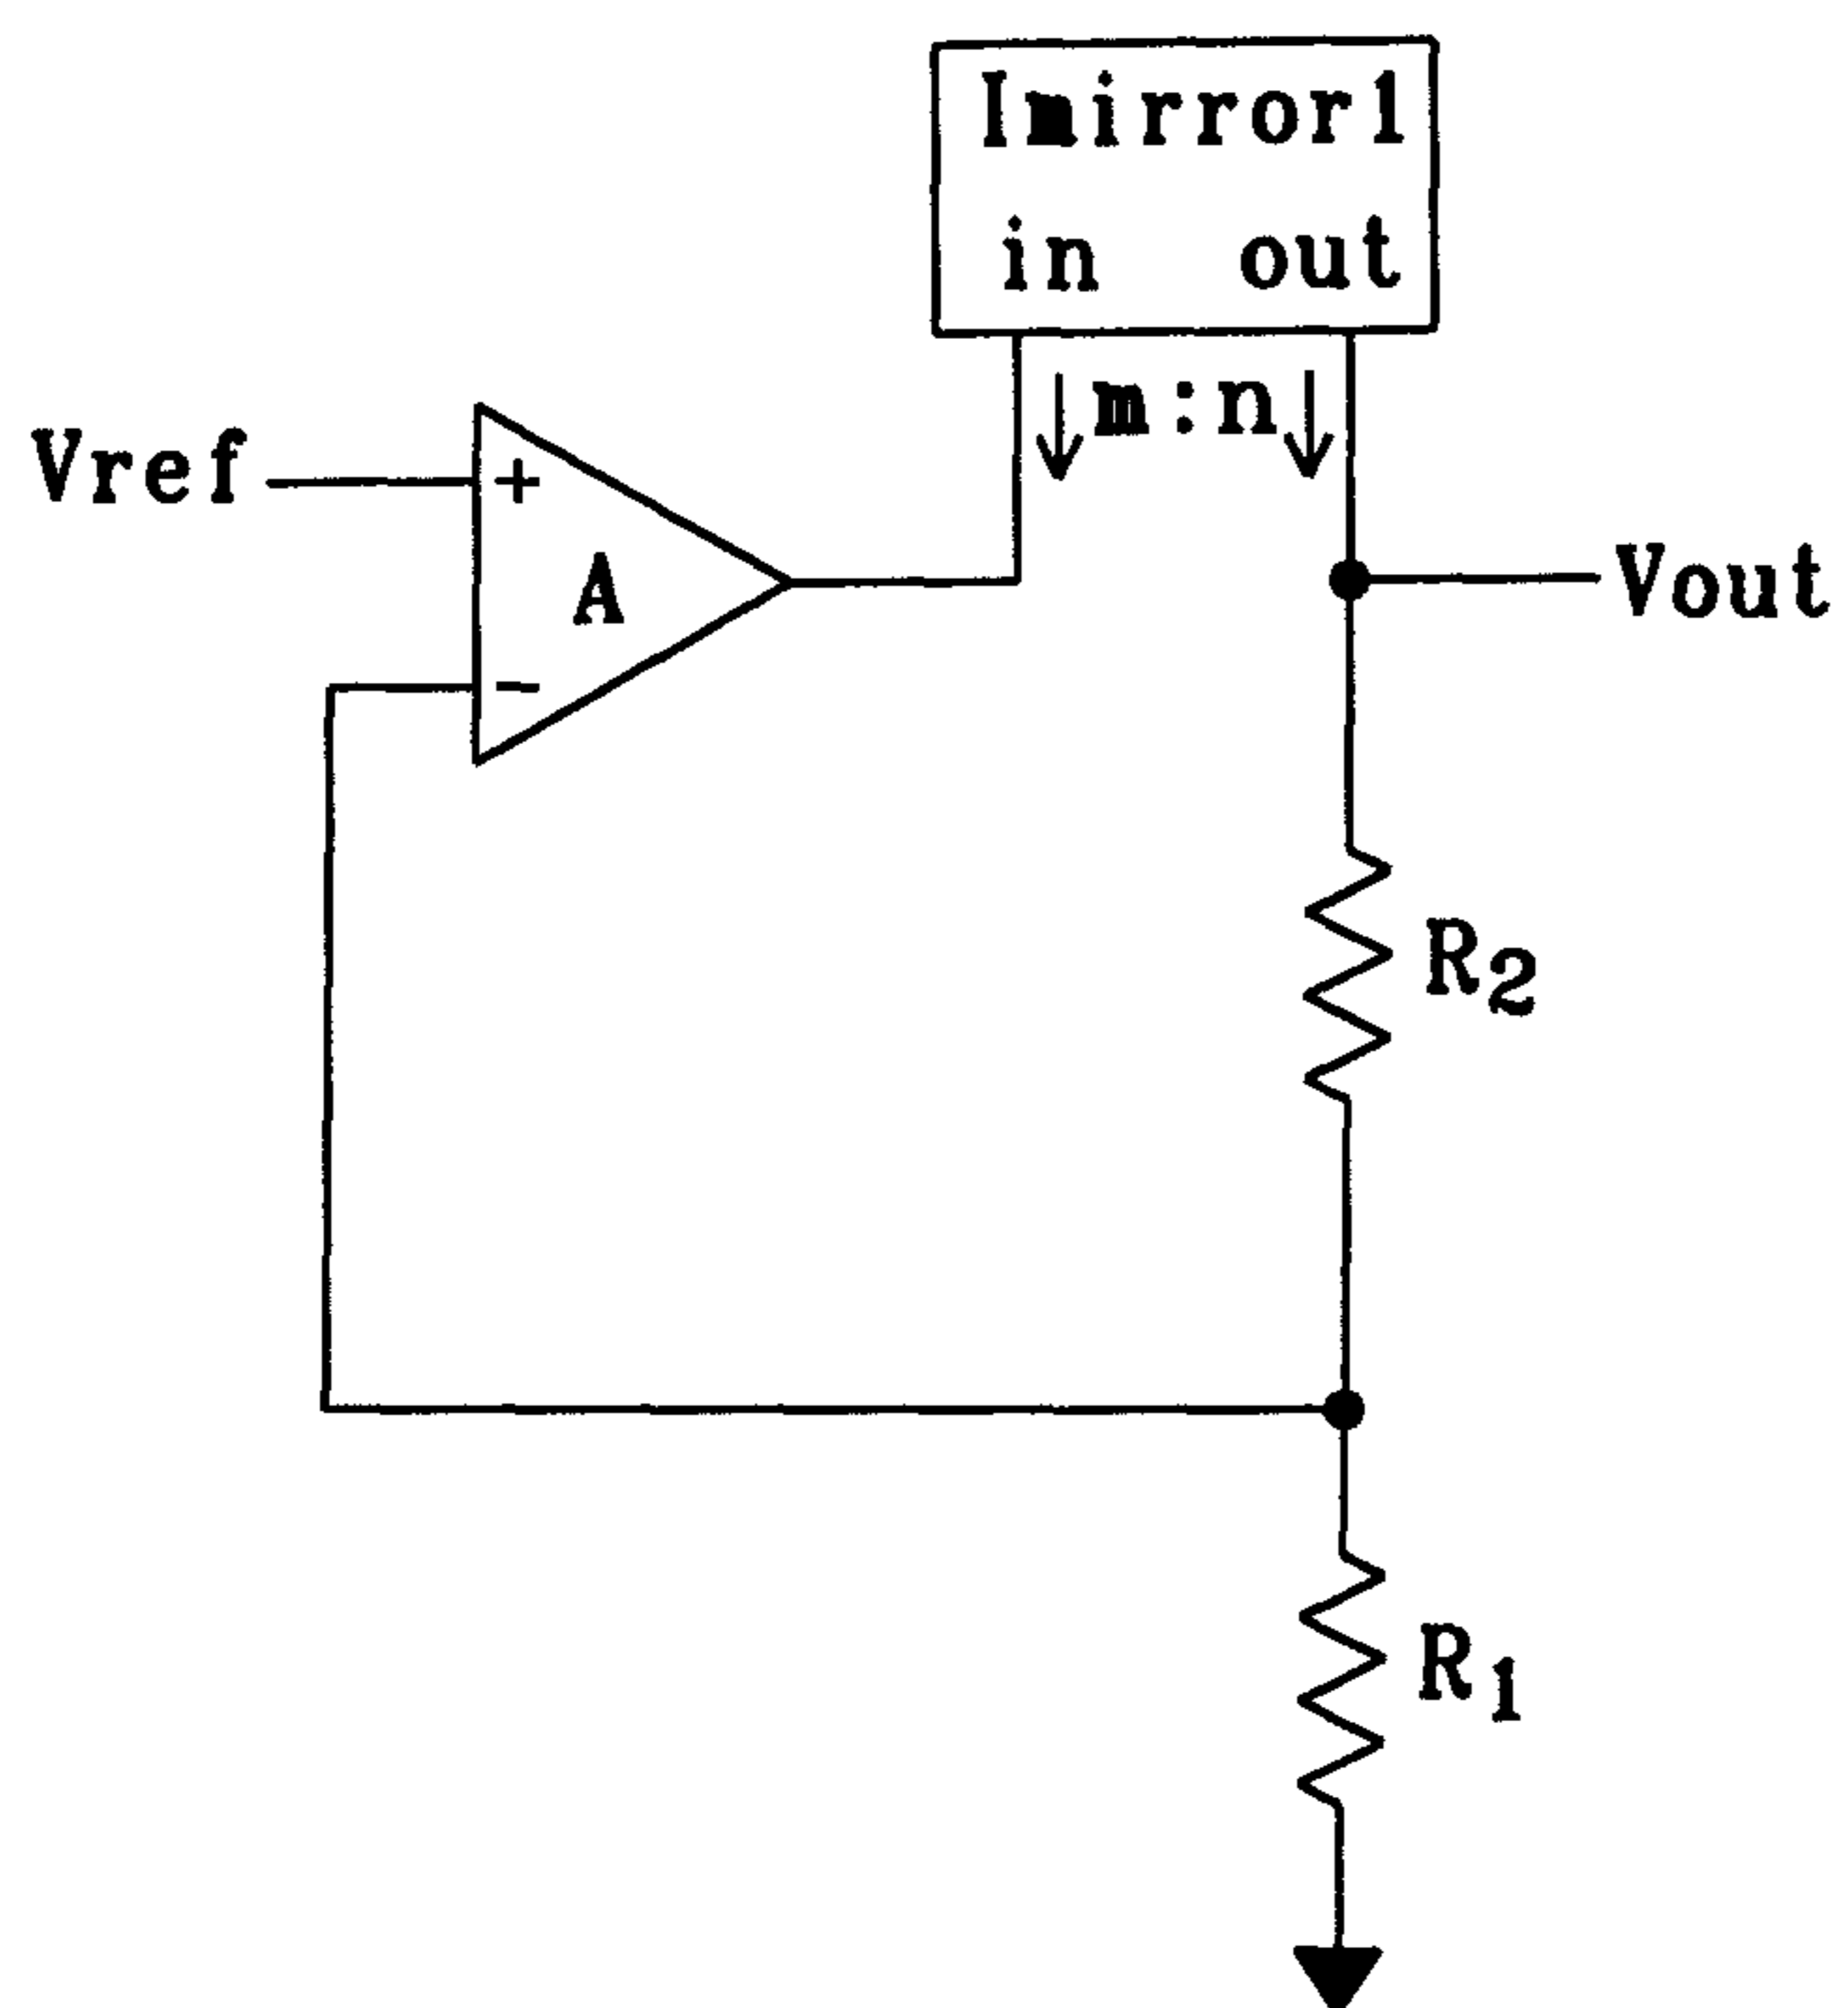 Imirror1
in out
m:n
Vref
+
A
-
Vout
R2
R1